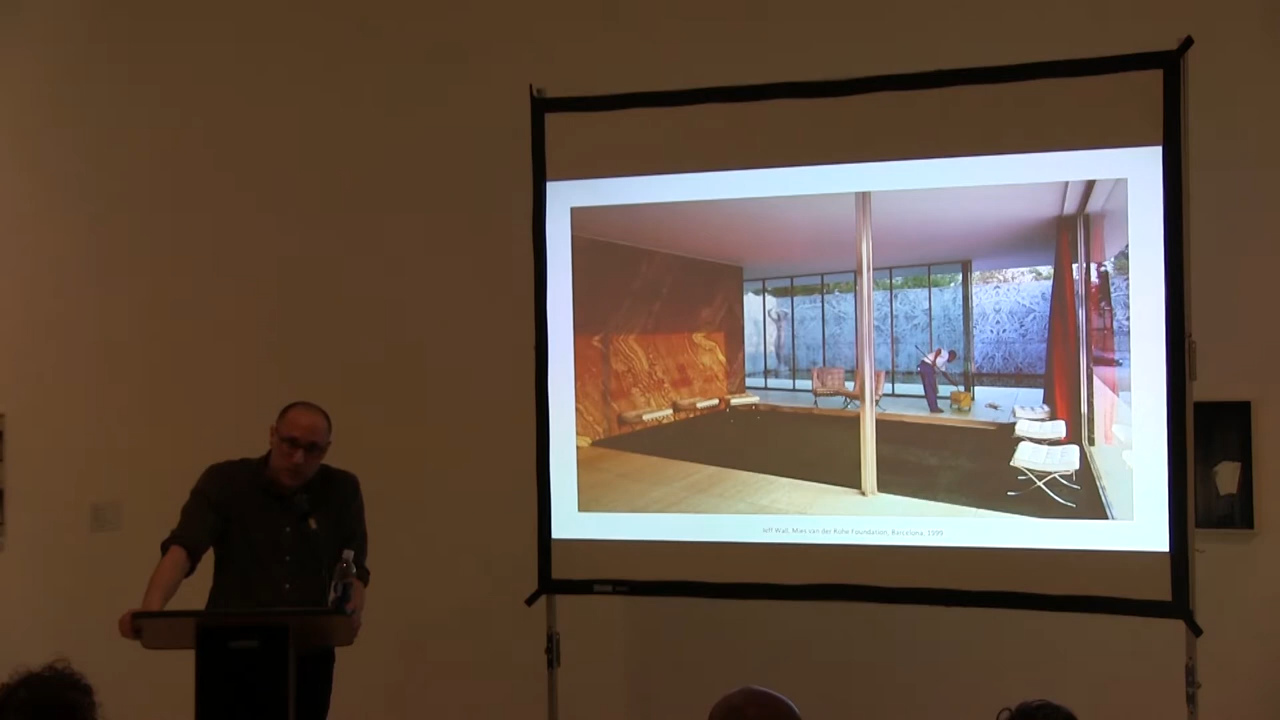 Jeff Wall, Mies van der Rohe Foundation, Barcelona, 1999